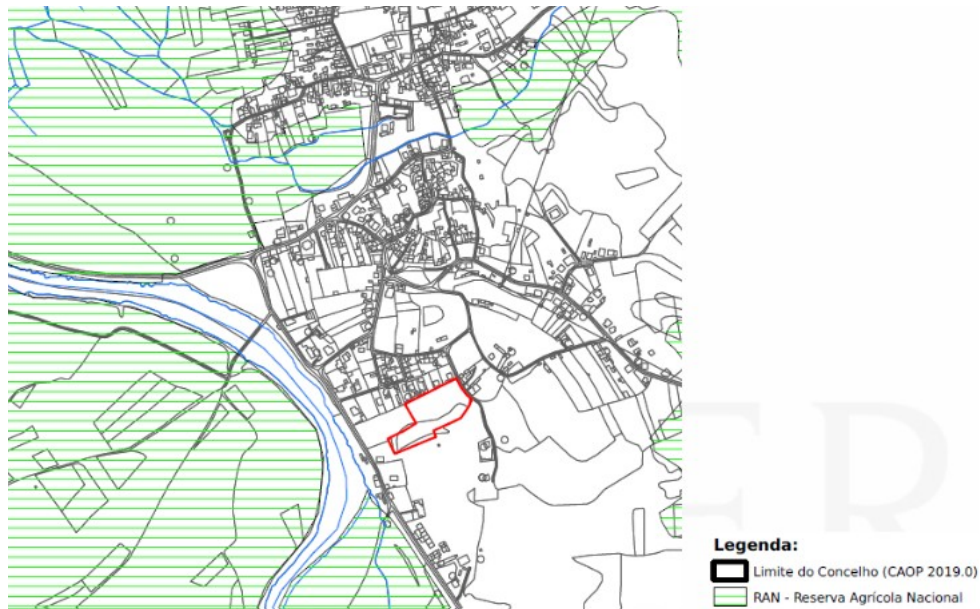 Legenda:
Limite do Concelho (CAOP 2019.0)
RAN - Reserva Agrícola Nacional